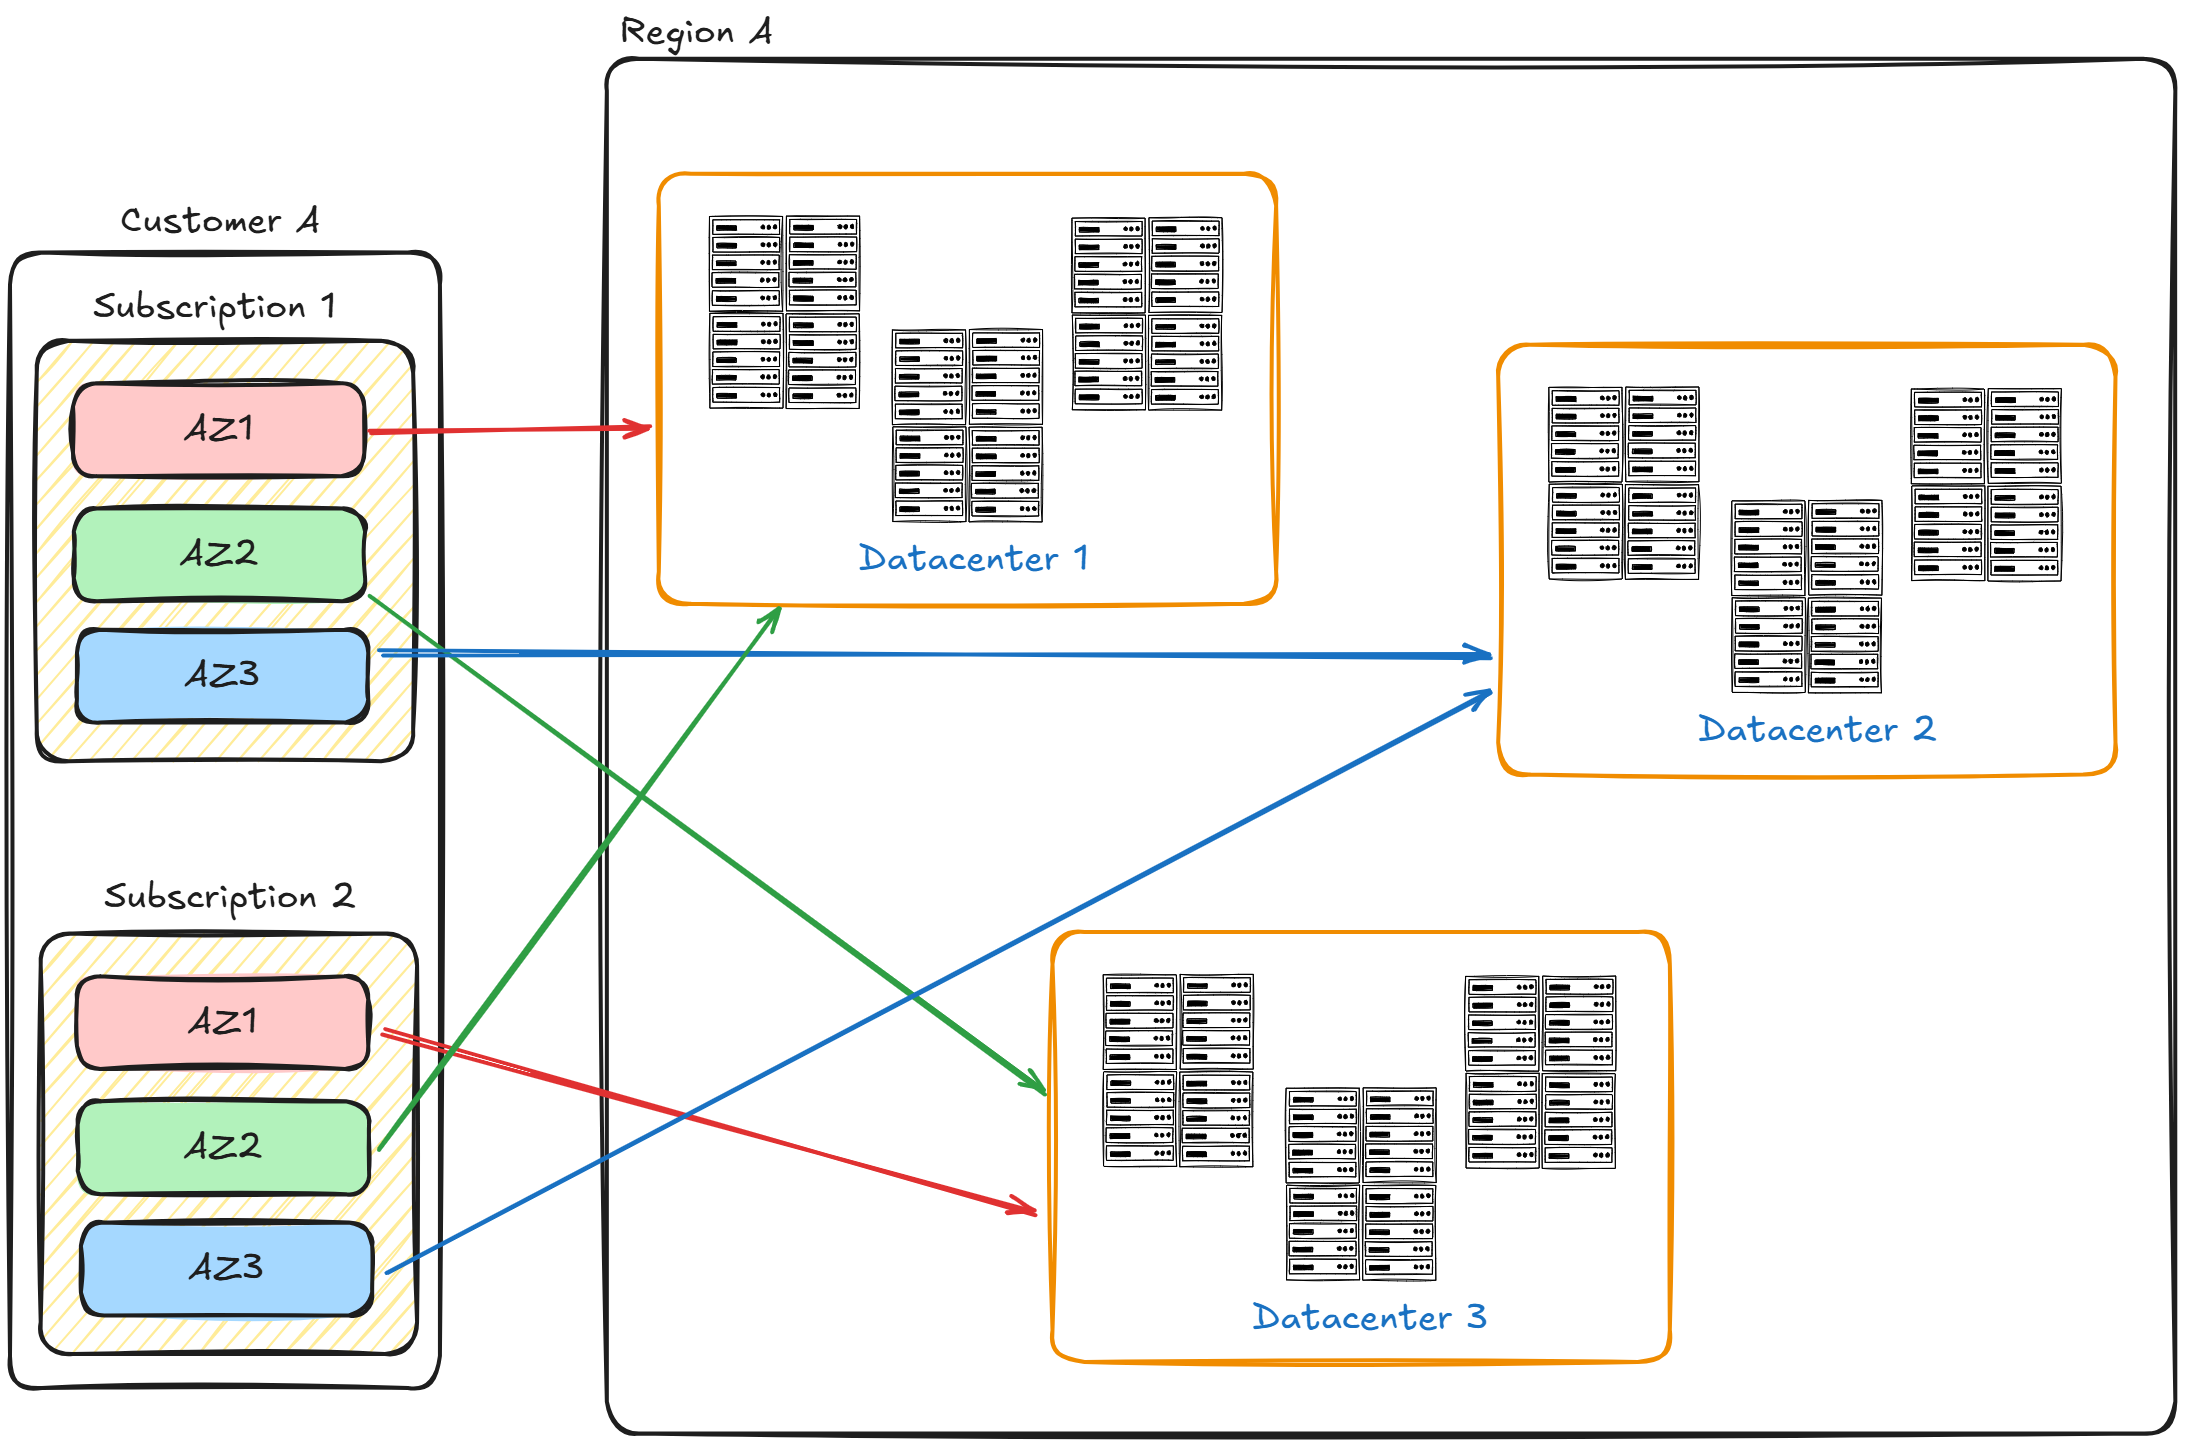 Region A
Customer A
Subscription 1
AZ1
AZ2
AZ3
Subscription 2
AZ1
AZ2
AZ3
Datacenter 1
Datacenter 2
Datacenter 3